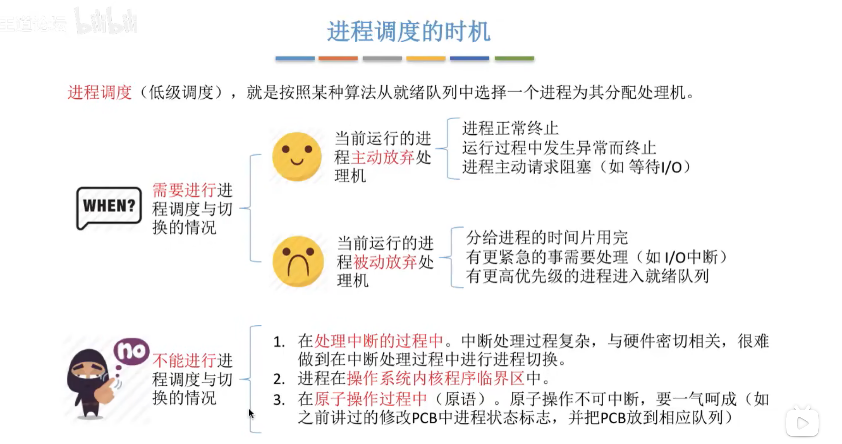 bilibili
进程调度的时机
进程调度（低级调度），就是按照某种算法从就绪队列中选择一个进程为其分配处理机。
WHEN?
需要进行进
程调度与切
换的情况
当前运行的进
程主动放弃处
理机
进程正常终止
运行过程中发生异常而终止
进程主动请求阻塞（如 等待I/O）
当前运行的进
程被动放弃处
理机
分给进程的时间片用完
有更紧急的事需要处理（如 I/O中断）
有更高优先级的进程进入就绪队列
no
不能进行进
程调度与切
换的情况
1. 在处理中断的过程中。中断处理过程复杂，与硬件密切相关，很难
做到在中断处理过程中进行进程切换。
2. 进程在操作系统内核程序临界区中。
3. 在原子操作过程中（原语）。原子操作不可中断，要一气呵成（如
之前讲过的修改PCB中进程状态标志，并把PCB放到相应队列）